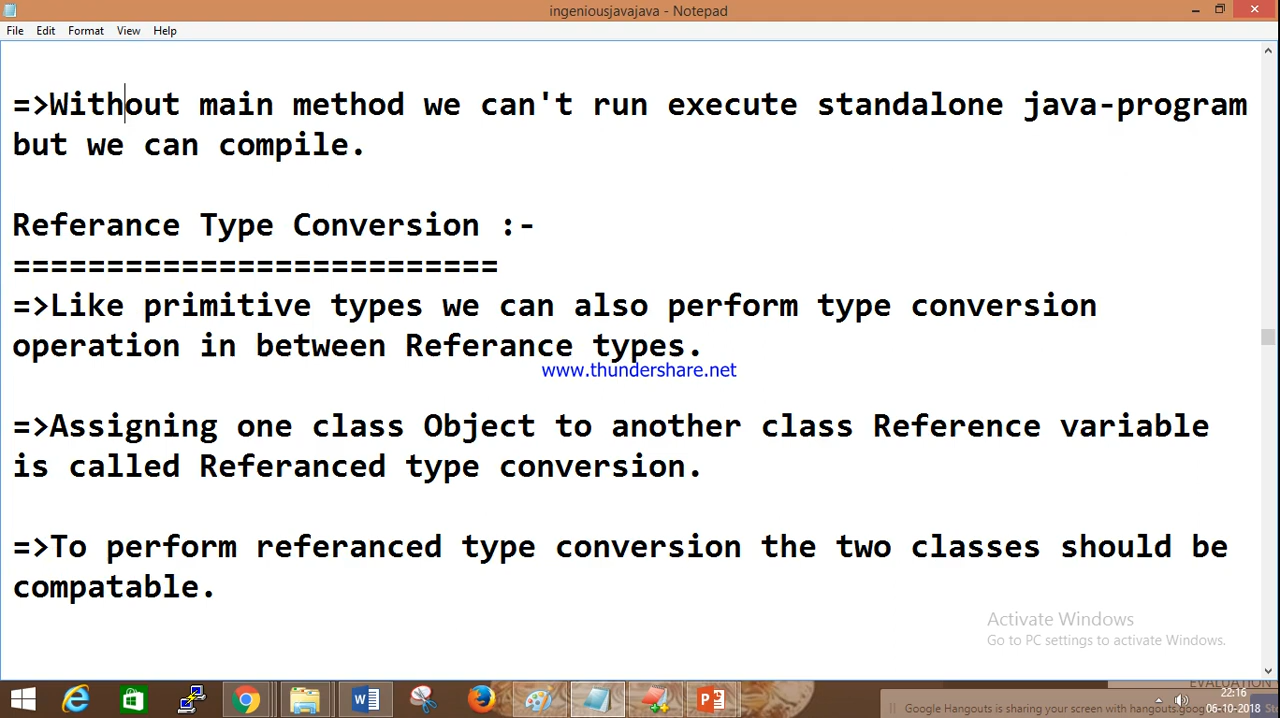 ingeniousjavajava - Notepad
File Edit Format View Help
=>Without main method we can't run execute standalone java-program
but we can compile.
Referance Type Conversion :-
==========================
=>Like primitive types we can also perform type conversion
operation in between Referance types.
www.thundershare.net
=>Assigning one class Object to another class Reference variable
is called Referanced type conversion.
=>To perform referanced type conversion the two classes should be
compatable.
Activate Windows
Go to PC settings to activate Windows.
EVALUATION
22:16
Google Hangouts is sharing your screen with hangouts.goog
06-10-2018